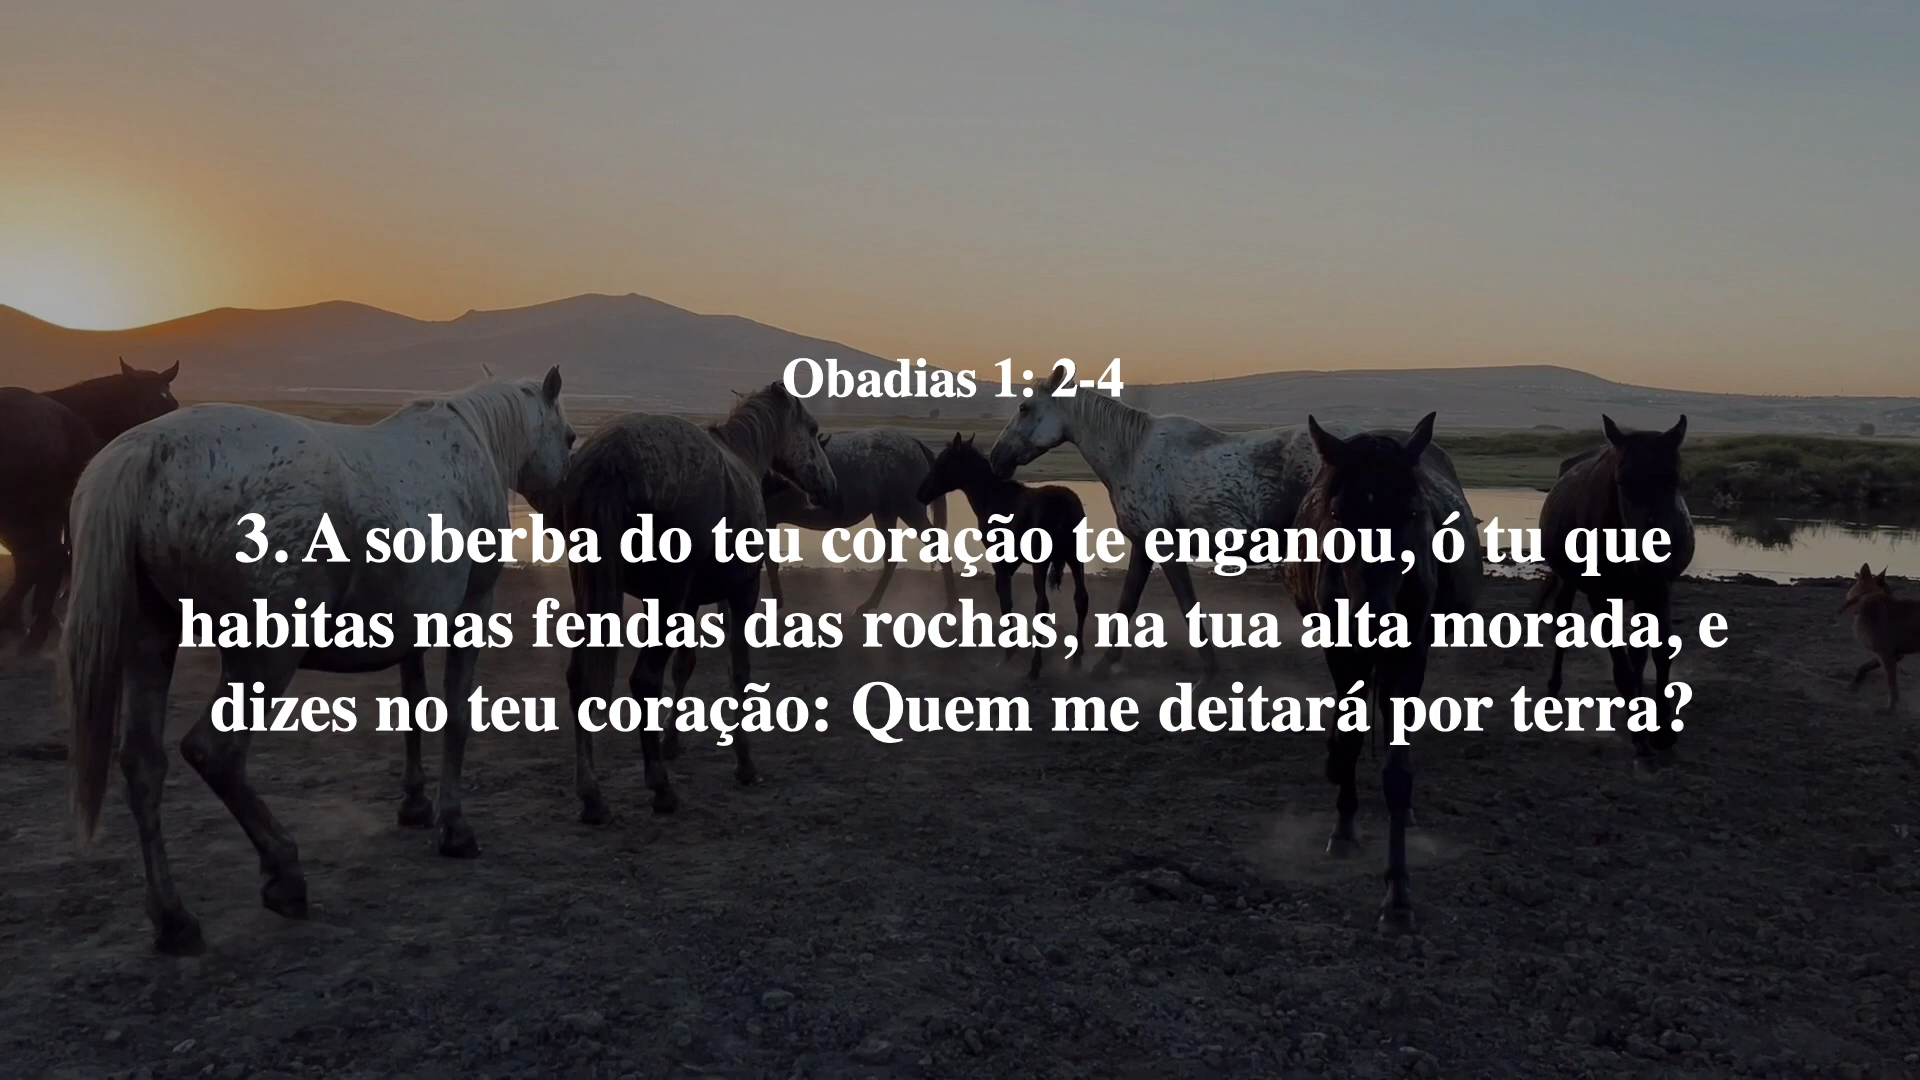 Obadias 1: 2-4
3. A soberba do teu coração te enganou, ó tu que
habitas nas fendas das rochas, na tua alta morada, e
dizes no teu coração: Quem me deitará por terra?